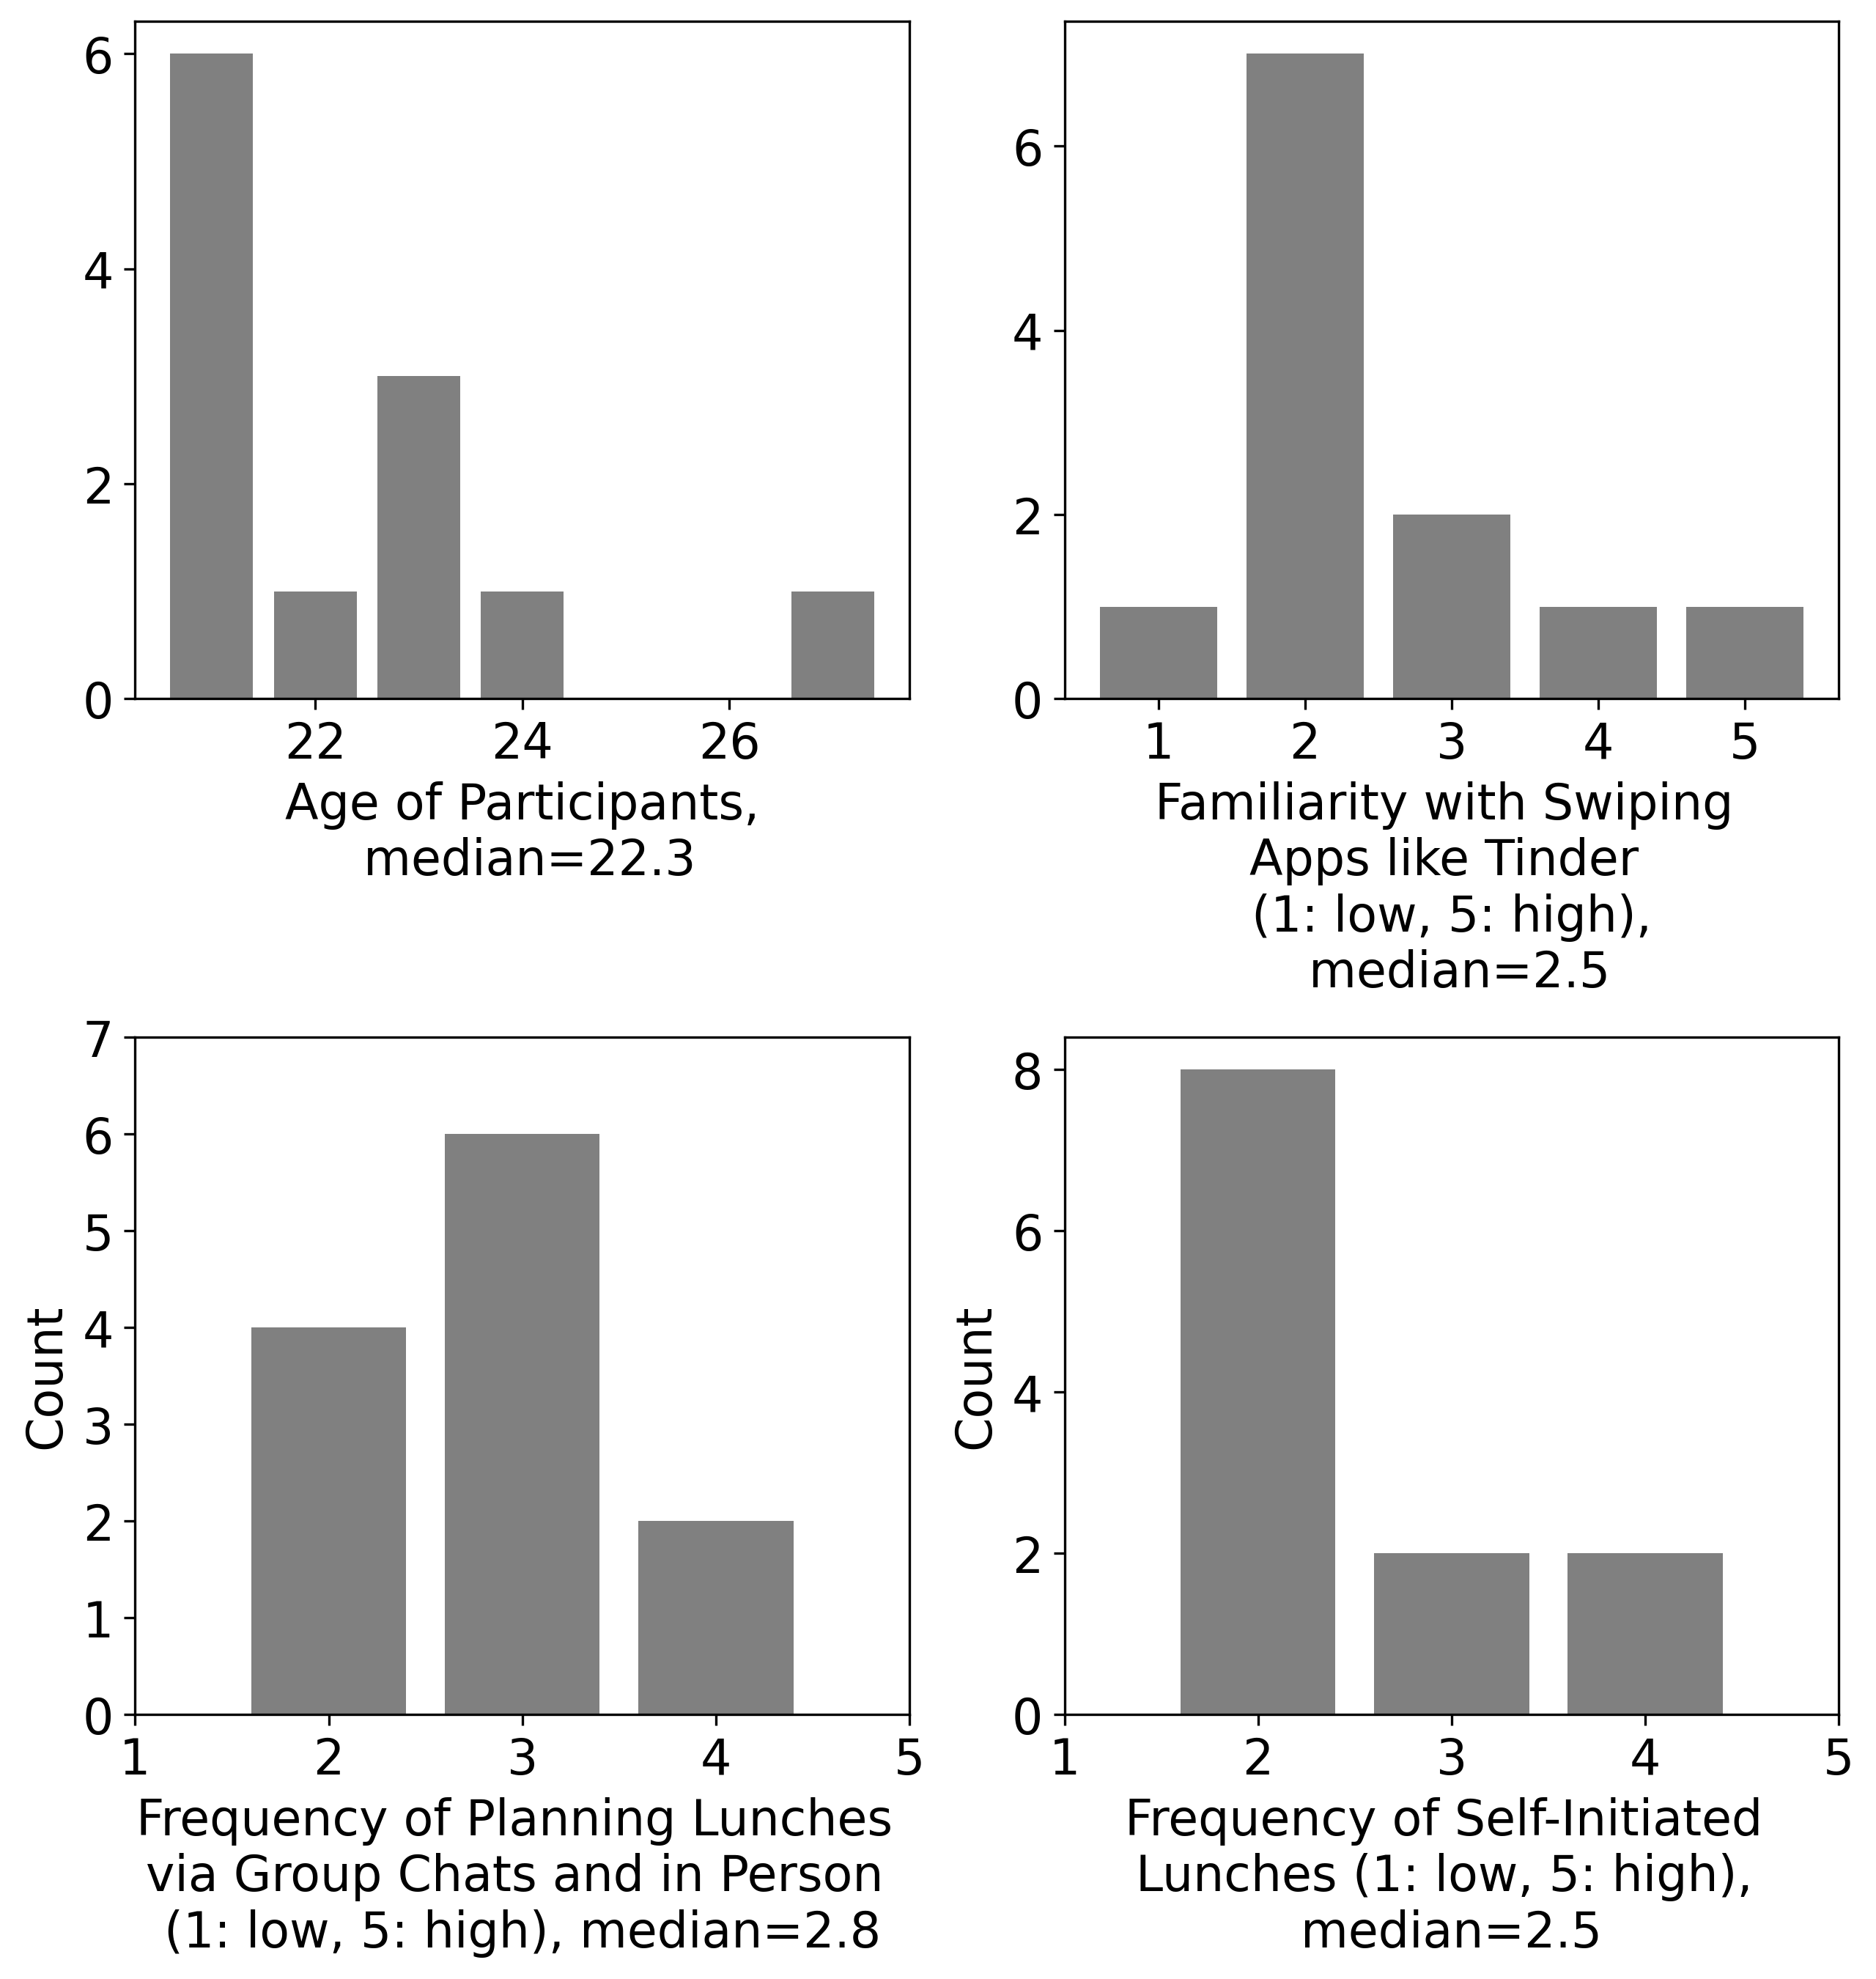 6
4
2
0
22 24 26
Age of Participants,
median=22.3
6
4
2
0
1 2 3 4 5
Familiarity with Swiping
Apps like Tinder
(1: low, 5: high),
median=2.5
Count
7
6
5
4
3
2
1
0
1 2 3 4 5
Frequency of Planning Lunches
via Group Chats and in Person
(1: low, 5: high), median=2.8
Count
8
6
4
2
0
1 2 3 4 5
Frequency of Self-Initiated
Lunches (1: low, 5: high),
median=2.5